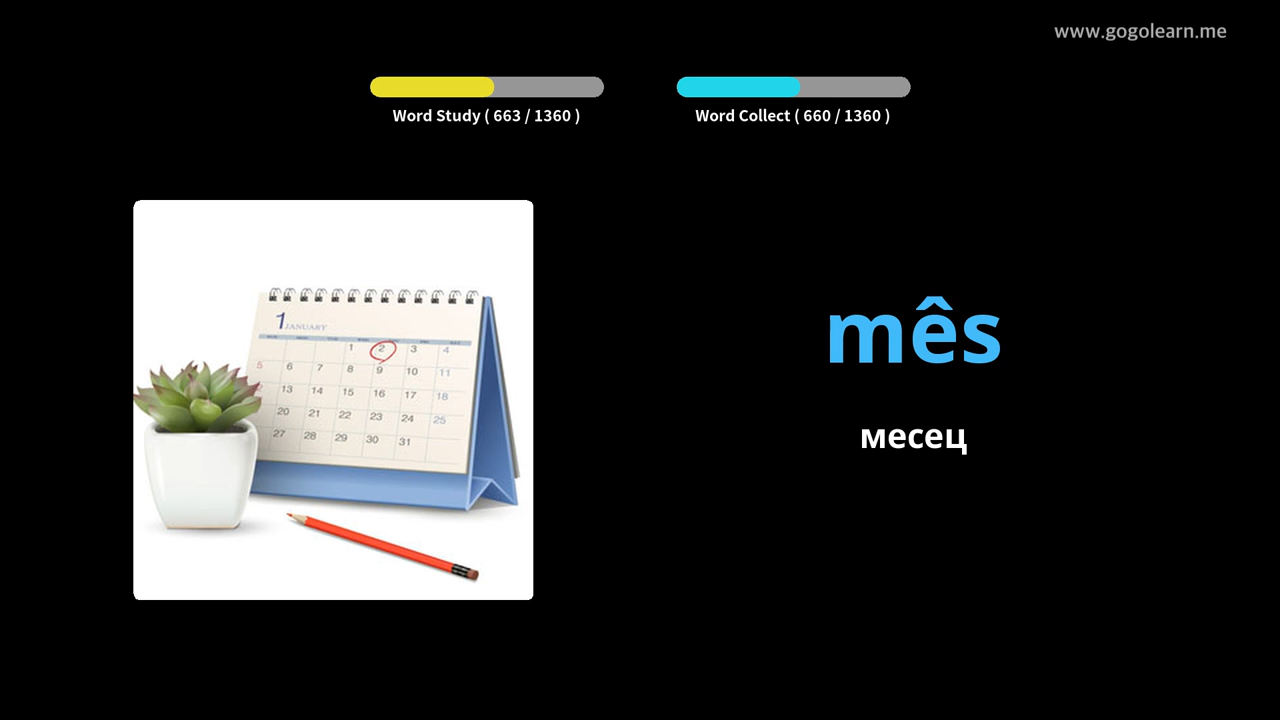 www.gogolearn.me
Word Study ( 663 / 1360 )
Word Collect ( 660 / 1360 )
1 JANUARY
1 2 3 4
5 6 7 8 9 10 11
13 14 15 16 17 18
20 21 22 23 24 25
27 28 29 30 31
mês
месец